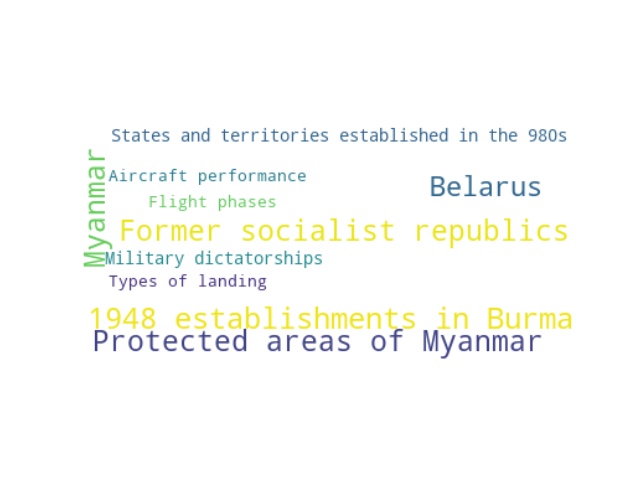 States and territories established in the 980s
Myanmar
Aircraft performance
Belarus
Flight phases
Former socialist republics
Military dictatorships
Types of landing
1948 establishments in Burma
Protected areas of Myanmar